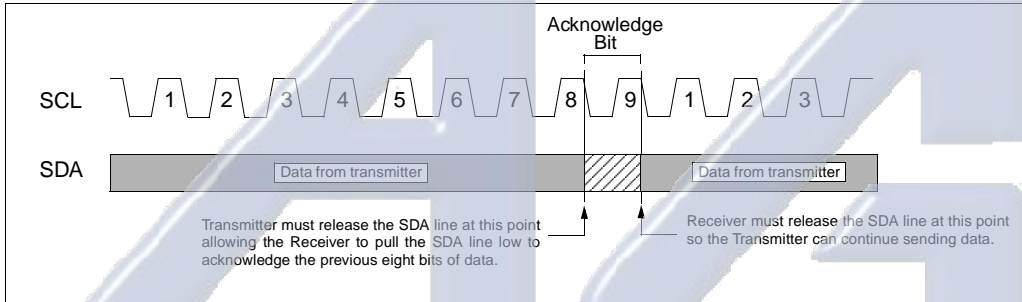 Acknowledge
Bit
SCL 1 2 3 4 5 6 7 8 9 1 2 3
SDA Data from transmitter Data from transmitter
Transmitter must release the SDA line at this point
allowing the Receiver to pull the SDA line low to
acknowledge the previous eight bits of data.
Receiver must release the SDA line at this point
so the Transmitter can continue sending data.